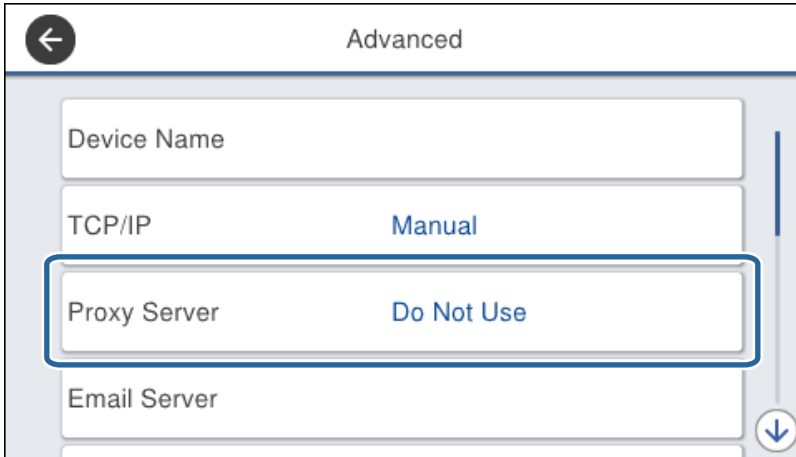 Advanced
Device Name
TCP/IP Manual
Proxy Server Do Not Use
Email Server